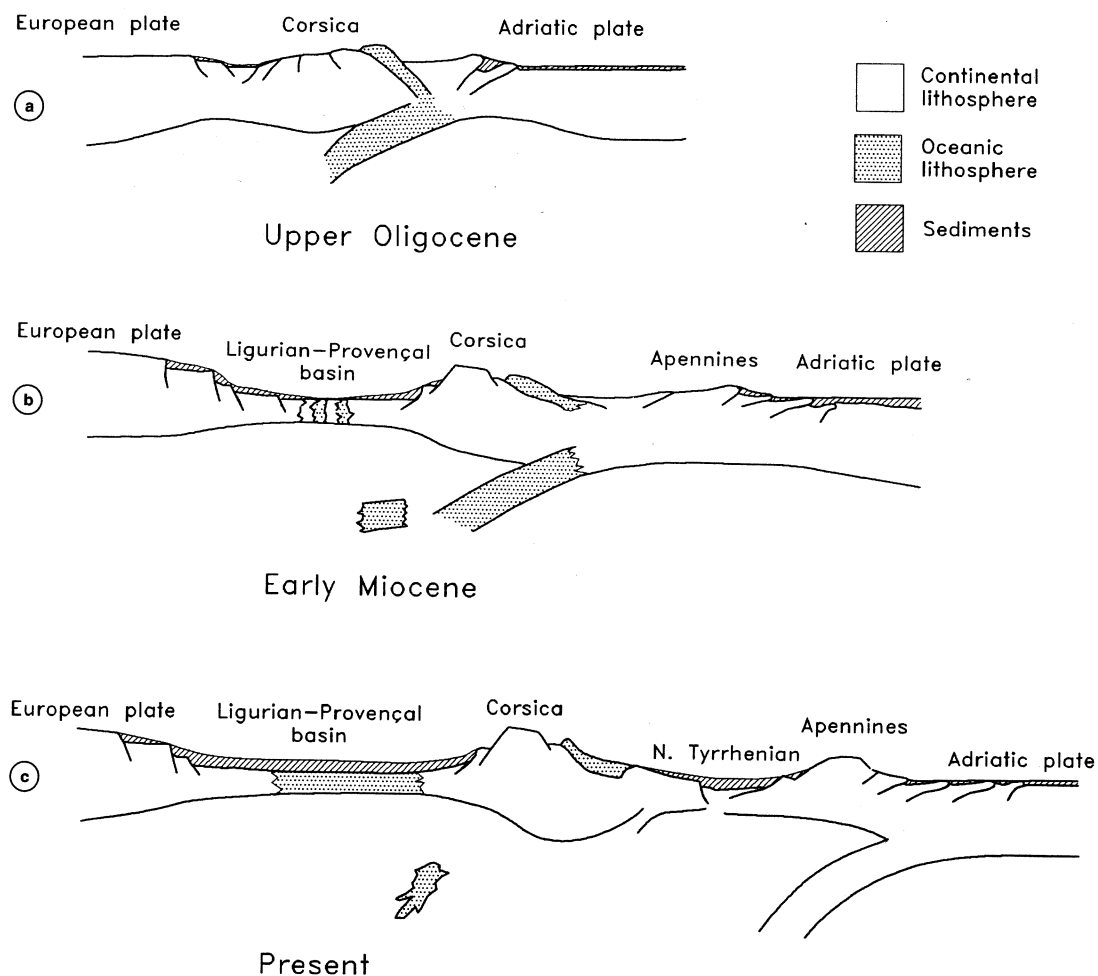 European plate
Corsica
Adriatic plate
a
Continental
lithosphere
Oceanic
lithosphere
Sediments
Upper Oligocene
European plate
Ligurian–Provençal
basin
Corsica
Apennines
Adriatic plate
b
Early Miocene
European plate
Ligurian–Provençal
basin
Corsica
N. Tyrrhenian
Apennines
Adriatic plate
c
Present